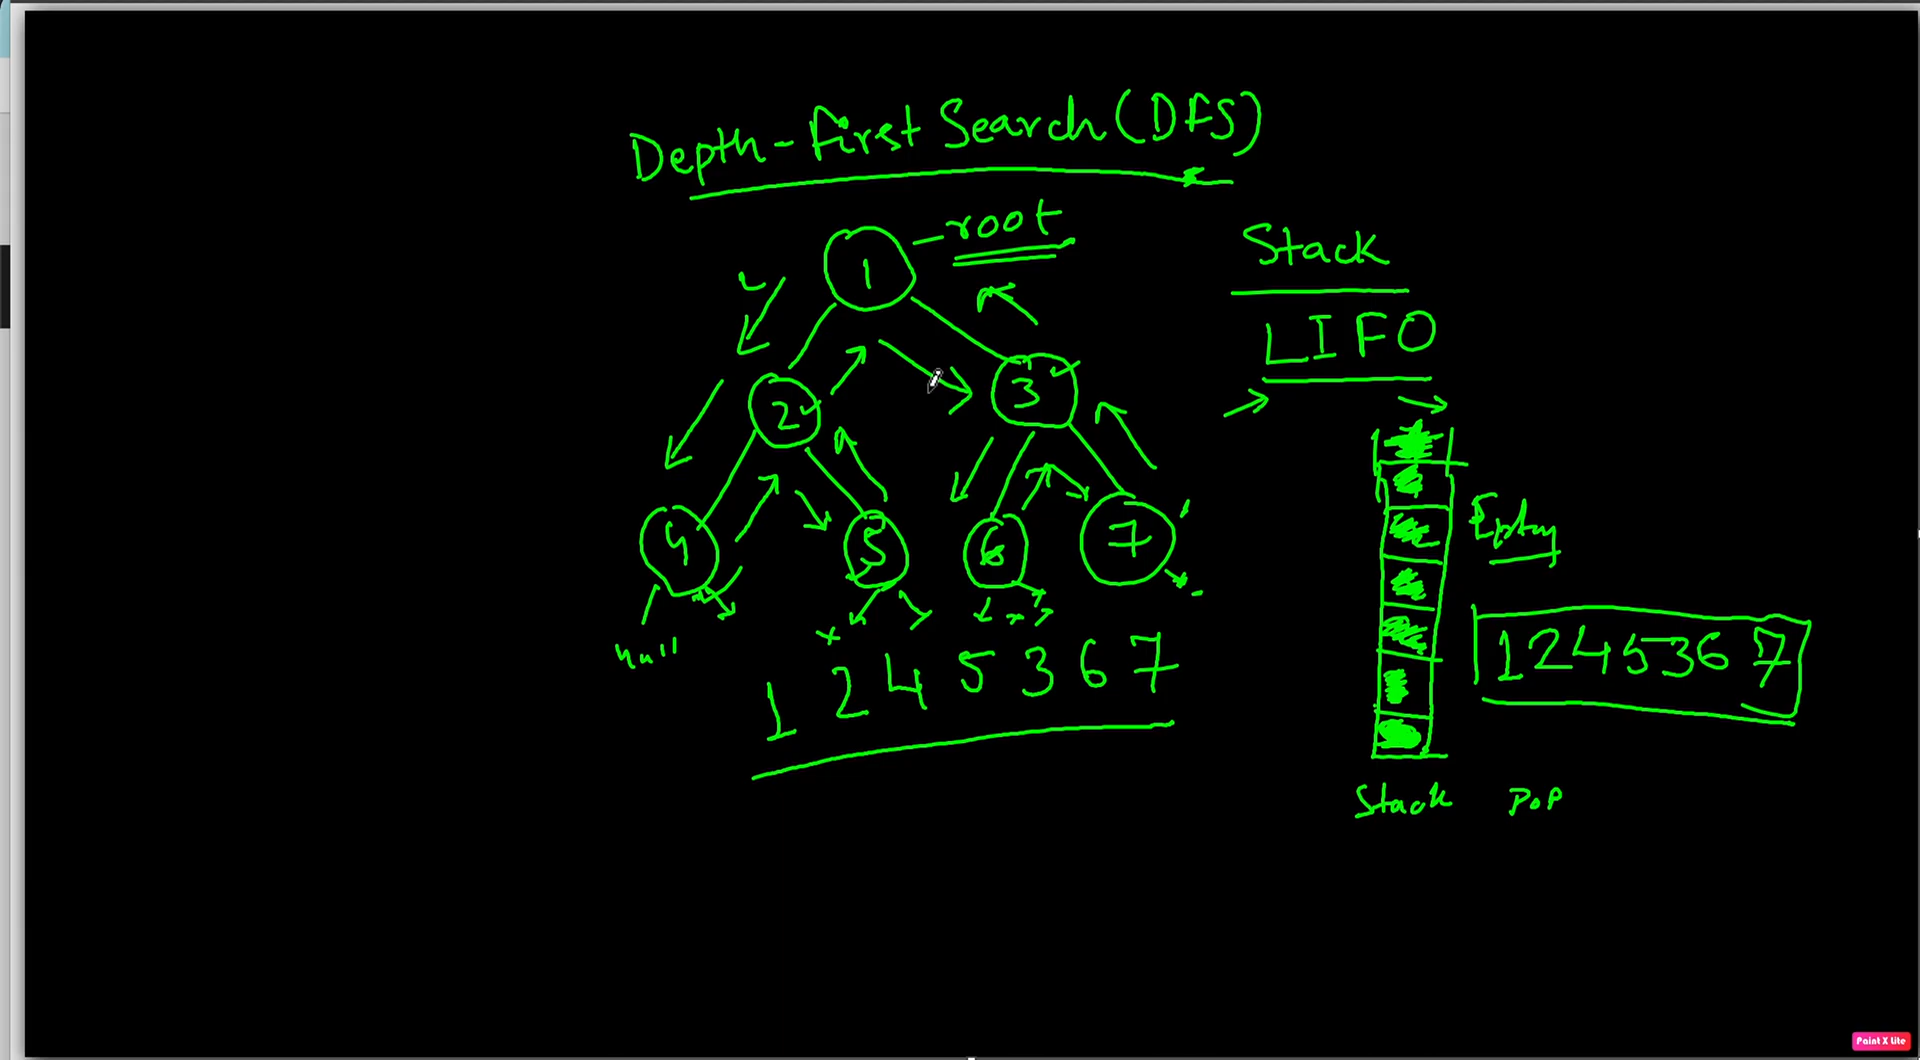 Depth-First Search (DFS)
1 - root
2
3
4
5
6
7
null
1 2 4 5 3 6 7
Stack
LIFO
1 2 4 5 3 6 7
Stack
POP
Paint X Lite